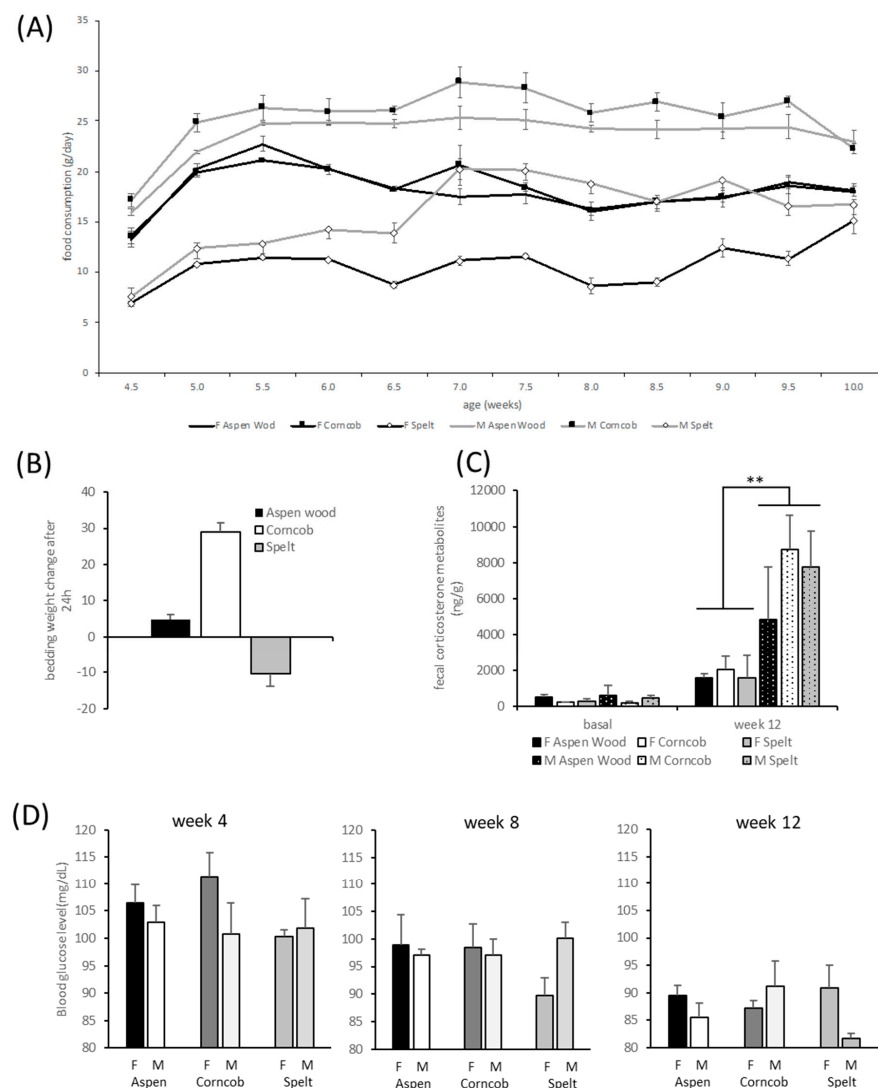 (A)
food consumption (g/day)
35
30
25
20
15
10
5
0
4.5 5.0 5.5 6.0 6.5 7.0 7.5 8.0 8.5 9.0 9.5 10.0
age (weeks)
F Aspen Wod F Corncob F Spelt M Aspen Wood M Corncob M Spelt
(B)
bedding weight change after
24h
40
30
20
10
0
-10
-20
Aspen wood
Corncob
Spelt
(C)
fecal corticosterone metabolites
(ng/g)
12000
10000
8000
6000
4000
2000
0
**
basal week 12
F Aspen Wood F Corncob F Spelt
M Aspen Wood M Corncob M Spelt
(D)
Blood glucose level(mg/dL)
week 4
120
115
110
105
100
95
90
85
80
F M F M F M
Aspen Corncob Spelt
week 8
120
115
110
105
100
95
90
85
80
F M F M F M
Aspen Corncob Spelt
week 12
120
115
110
105
100
95
90
85
80
F M F M F M
Aspen Corncob Spelt